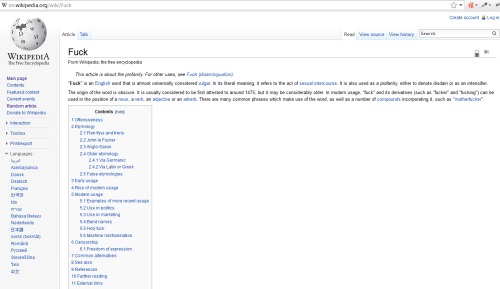 en.wikipedia.org/wiki/Fuck
Create account Log in
Article Talk
Read View source View history
Search
WIKIPEDIA
The Free Encyclopedia
Main page
Contents
Featured content
Current events
Random article
Donate to Wikipedia
Interaction
Toolbox
Print/export
Languages
العربية
Azərbaycanca
Dansk
Deutsch
Français
한국어
Ido
עברית
Bahasa Melayu
Nederlands
日本語
norsk (bokmål)
Română
Русский
Slovenščina
ไทย
中文
Fuck
From Wikipedia, the free encyclopedia
This article is about the profanity. For other uses, see Fuck (disambiguation).
"Fuck" is an English word that is almost universally considered vulgar. In its literal meaning, it refers to the act of sexual intercourse. It is also used as a profanity, either to denote disdain or as an intensifier.
The origin of the word is obscure. It is usually considered to be first attested to around 1475, but it may be considerably older. In modern usage, "fuck" and its derivatives (such as "fucker" and "fucking") can be
used in the position of a noun, a verb, an adjective or an adverb. There are many common phrases which make use of the word, as well as a number of compounds incorporating it, such as "motherfucker".
Contents [hide]
1 Offensiveness
2 Etymology
2.1 Flen flyys and freris
2.2 John le Fucker
2.3 Anglo-Saxon
2.4 Older etymology
2.4.1 Via Germanic
2.4.2 Via Latin or Greek
2.5 False etymologies
3 Early usage
4 Rise of modern usage
5 Modern usage
5.1 Examples of more recent usage
5.2 Use in politics
5.3 Use in marketing
5.4 Band names
5.5 Holy fuck
5.6 Machine mistranslation
6 Censorship
6.1 Freedom of expression
7 Common alternatives
8 See also
9 References
10 Further reading
11 External links